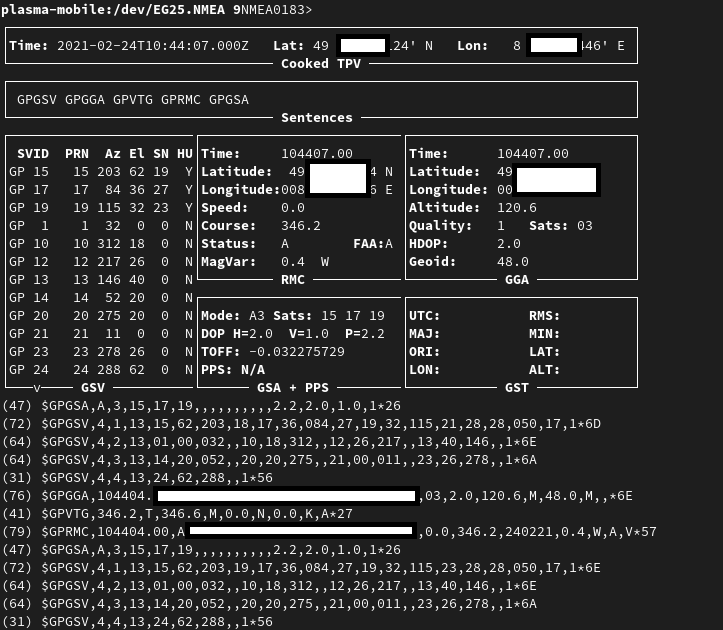 plasma-mobile:/dev/EG25.NMEA 9NMEA0183>
Time: 2021-02-24T10:44:07.000Z Lat: 49 24' N Lon: 8 446' E
Cooked TPV
GPGSV GPGGA GPVTG GPRMC GPGSA
Sentences
SVID PRN Az El SN HU
GP 15 15 203 62 19 Y
GP 17 17 84 36 27 Y
GP 19 19 115 32 23 Y
GP 1 1 32 0 0 N
GP 10 10 312 18 0 N
GP 12 12 217 26 0 N
GP 13 13 146 40 0 N
GP 14 14 52 20 0 N
GP 20 20 275 20 0 N
GP 21 21 11 0 0 N
GP 23 23 278 26 0 N
GP 24 24 288 62 0 N
v GSV
Time: 104407.00
Latitude: 49 4 N
Longitude:008 6 E
Speed: 0.0
Course: 346.2
Status: A FAA:A
MagVar: 0.4 W
RMC
Time: 104407.00
Latitude: 49
Longitude: 00
Altitude: 120.6
Quality: 1 Sats: 03
HDOP: 2.0
Geoid: 48.0
GGA
Mode: A3 Sats: 15 17 19
DOP H=2.0 V=1.0 P=2.2
TOFF: -0.032275729
PPS: N/A
GSA + PPS
UTC: RMS:
MAJ: MIN:
ORI: LAT:
LON: ALT:
GST
(47) $GPGSA,A,3,15,17,19,,,,,,,,,,2.2,2.0,1.0,1*26
(72) $GPGSV,4,1,13,15,62,203,18,17,36,084,27,19,32,115,21,28,28,050,17,1*6D
(64) $GPGSV,4,2,13,01,00,032,,10,18,312,,12,26,217,,13,40,146,,1*6E
(64) $GPGSV,4,3,13,14,20,052,,20,20,275,,21,00,011,,23,26,278,,1*6A
(31) $GPGSV,4,4,13,24,62,288,,1*56
(76) $GPGGA,104404. ,03,2.0,120.6,M,48.0,M,,*6E
(41) $GPVTG,346.2,T,346.6,M,0.0,N,0.0,K,A*27
(79) $GPRMC,104404.00,A ,0.0,346.2,240221,0.4,W,A,V*57
(47) $GPGSA,A,3,15,17,19,,,,,,,,,,2.2,2.0,1.0,1*26
(72) $GPGSV,4,1,13,15,62,203,19,17,36,084,27,19,32,115,23,28,28,050,17,1*6E
(64) $GPGSV,4,2,13,01,00,032,,10,18,312,,12,26,217,,13,40,146,,1*6E
(64) $GPGSV,4,3,13,14,20,052,,20,20,275,,21,00,011,,23,26,278,,1*6A
(31) $GPGSV,4,4,13,24,62,288,,1*56